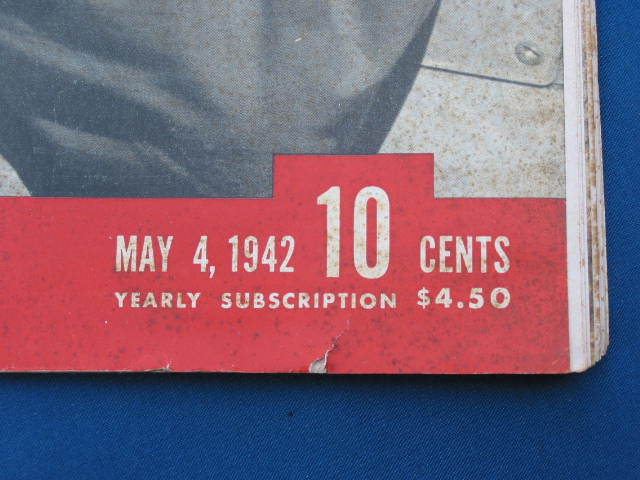 MAY 4, 1942 10 CENTS
YEARLY SUBSCRIPTION $4.50